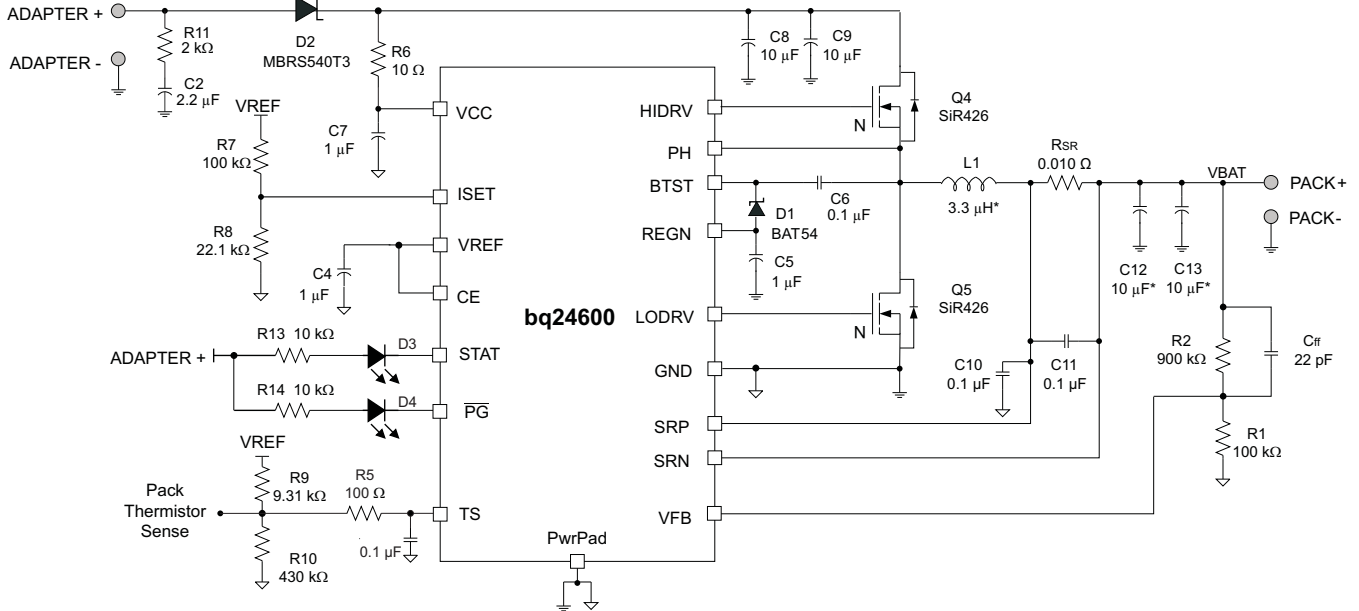 ADAPTER +
R11
2 kΩ
D2
MBRS540T3
R6
10 Ω
C8
10 μF
C9
10 μF
ADAPTER -
C2
2.2 μF
VREF
R7
100 kΩ
C7
1 μF
VCC
HIDRV
N
Q4
SiR426
PH
ISET
BTST
C6
0.1 μF
L1
3.3 μH*
RSR
0.010 Ω
VBAT
PACK+
R8
22.1 kΩ
VREF
REGN
D1
BAT54
PACK-
C4
1 μF
CE
C5
1 μF
C12
10 μF*
C13
10 μF*
bq24600
LODRV
N
Q5
SiR426
R13 10 kΩ
D3
ADAPTER +
STAT
GND
C10
0.1 μF
C11
0.1 μF
R2
900 kΩ
Cff
22 pF
R14 10 kΩ
D4
PG
SRP
VREF
R9
9.31 kΩ
R5
100 Ω
SRN
R1
100 kΩ
Pack
Thermistor
Sense
TS
VFB
R10
430 kΩ
0.1 μF
PwrPad